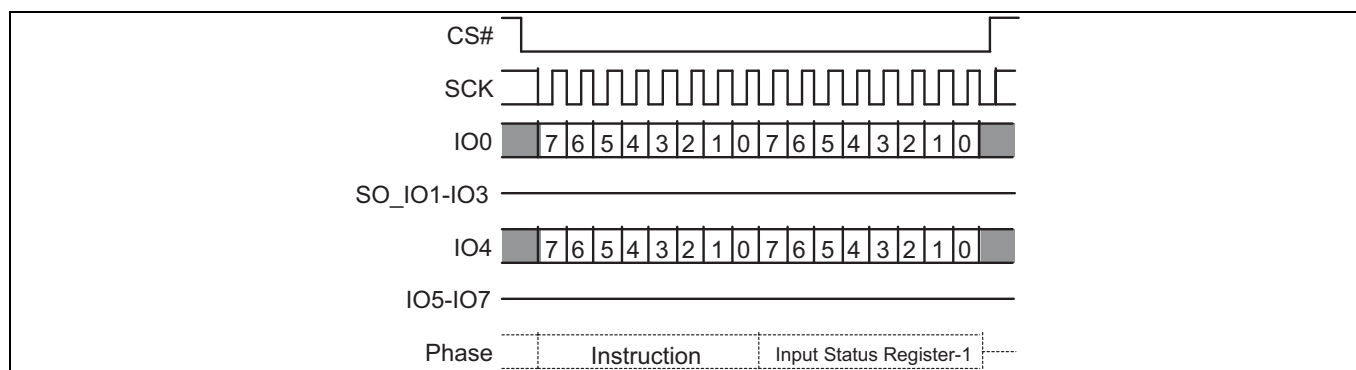 CS#
SCK
IO0 7 6 5 4 3 2 1 0 7 6 5 4 3 2 1 0
SO_IO1-IO3
IO4 7 6 5 4 3 2 1 0 7 6 5 4 3 2 1 0
IO5-IO7
Phase Instruction Input Status Register-1